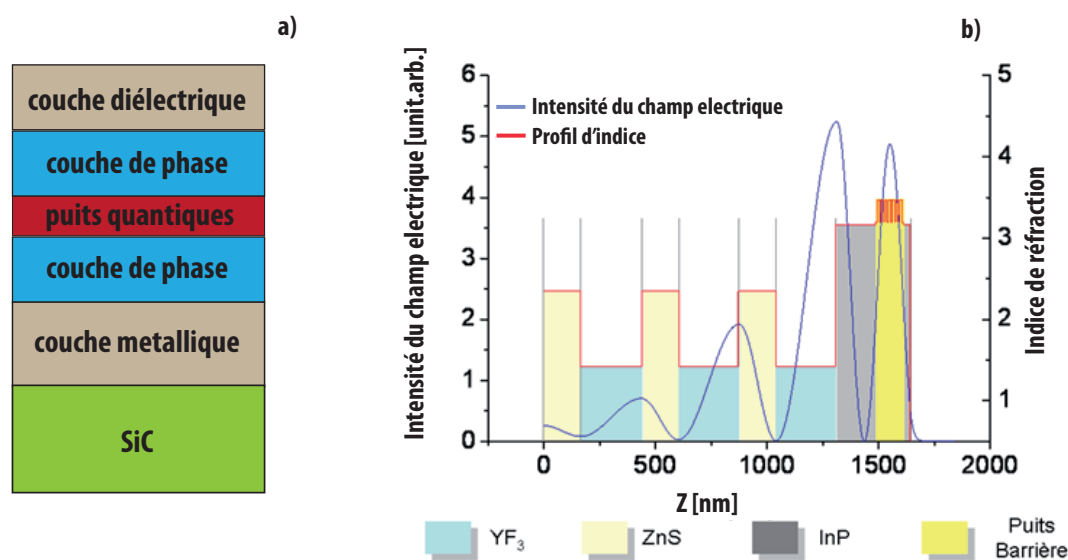 a)
couche diélectrique
couche de phase
puits quantiques
couche de phase
couche metallique
SiC
b)
Intensité du champ electrique [unit.arb.]
6
5
4
3
2
1
0
Intensité du champ electrique
Profil d'indice
5
4
3
2
1
Indice de réfraction
0
500
1000
1500
2000
Z [nm]
YF₃
ZnS
InP
Puits
Barrière